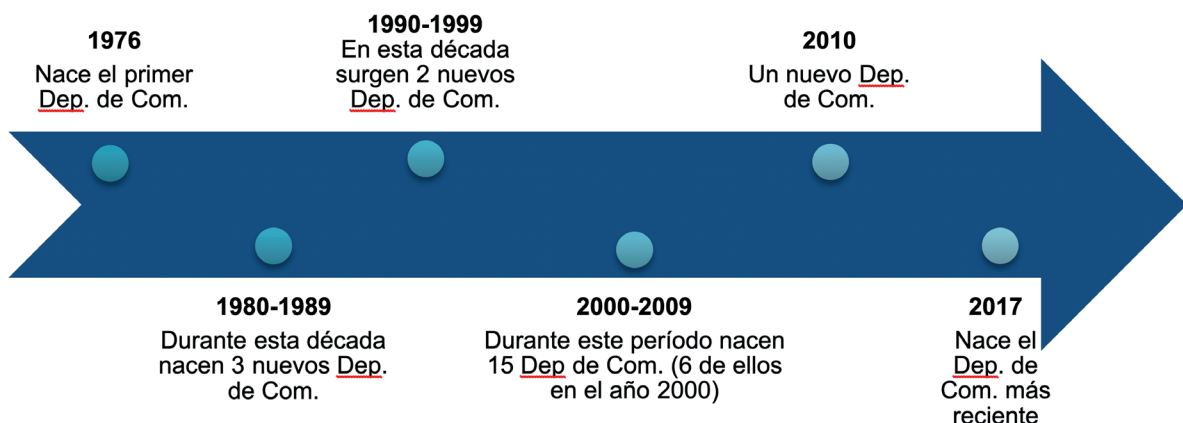 1976
Nace el primer
Dep. de Com.
1980-1989
Durante esta década
nacen 3 nuevos Dep.
de Com.
1990-1999
En esta década
surgen 2 nuevos
Dep. de Com.
2000-2009
Durante este período nacen
15 Dep de Com. (6 de ellos
en el año 2000)
2010
Un nuevo Dep.
de Com.
2017
Nace el
Dep. de
Com. más
reciente